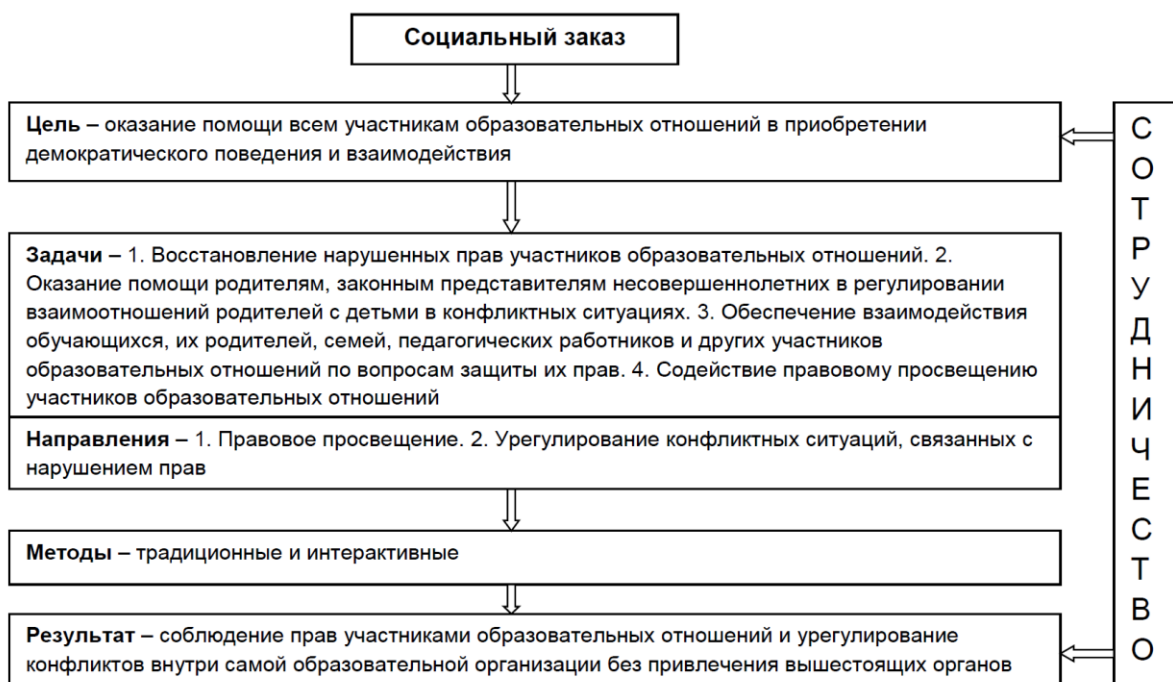 Социальный заказ
Цель – оказание помощи всем участникам образовательных отношений в приобретении
демократического поведения и взаимодействия
Задачи – 1. Восстановление нарушенных прав участников образовательных отношений. 2.
Оказание помощи родителям, законным представителям несовершеннолетних в регулировании
взаимоотношений родителей с детьми в конфликтных ситуациях. 3. Обеспечение взаимодействия
обучающихся, их родителей, семей, педагогических работников и других участников
образовательных отношений по вопросам защиты их прав. 4. Содействие правовому просвещению
участников образовательных отношений
Направления – 1. Правовое просвещение. 2. Урегулирование конфликтных ситуаций, связанных с
нарушением прав
Методы – традиционные и интерактивные
Результат – соблюдение прав участниками образовательных отношений и урегулирование
конфликтов внутри самой образовательной организации без привлечения вышестоящих органов
СОТРУДНИЧЕСТВО